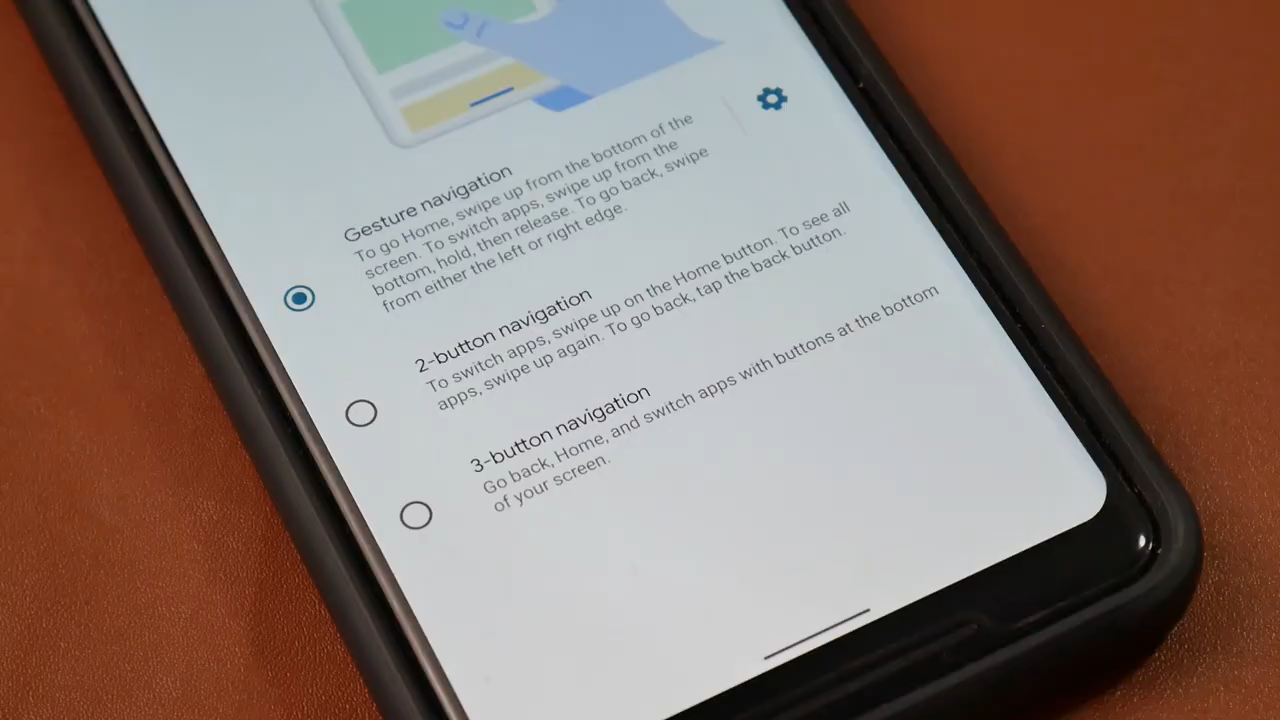 Gesture navigation
To go Home, swipe up from the bottom of the
screen. To switch apps, swipe up from the
bottom, hold, then release. To go back, swipe
from either the left or right edge.
2-button navigation
To switch apps, swipe up on the Home button. To see all
apps, swipe up again. To go back, tap the back button.
3-button navigation
Go back, Home, and switch apps with buttons at the bottom
of your screen.